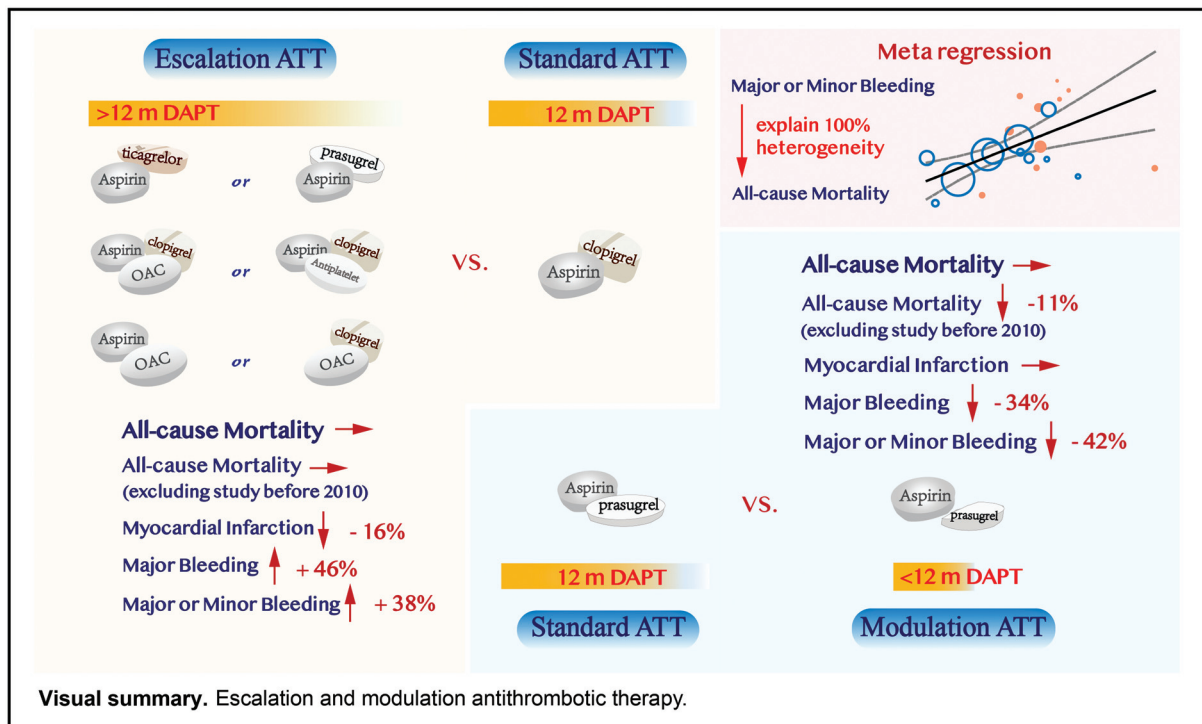 Escalation ATT
>12 m DAPT
ticagrelor
Aspirin
or
prasugrel
Aspirin
Aspirin
clopigrel
OAC
or
Aspirin
clopigrel
Antiplatelet
Aspirin
OAC
or
clopigrel
OAC
All-cause Mortality
All-cause Mortality
(excluding study before 2010)
Myocardial Infarction - 16%
Major Bleeding + 46%
Major or Minor Bleeding + 38%
VS.
Standard ATT
12 m DAPT
clopigrel
Aspirin
Meta regression
Major or Minor Bleeding
explain 100%
heterogeneity
All-cause Mortality
All-cause Mortality
All-cause Mortality -11%
(excluding study before 2010)
Myocardial Infarction
Major Bleeding - 34%
Major or Minor Bleeding - 42%
Aspirin
prasugrel
VS.
Aspirin
prasugrel
12 m DAPT
<12 m DAPT
Standard ATT
Modulation ATT
Visual summary. Escalation and modulation antithrombotic therapy.